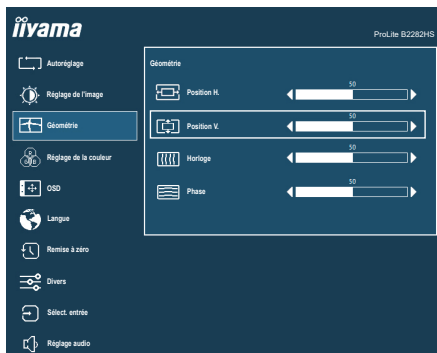 iiyama
ProLite B2282HS
Autoréglage
Réglage de l'image
Géométrie
Réglage de la couleur
OSD
Langue
Remise à zéro
Divers
Sélect. entrée
Réglage audio
Géométrie
Position H.
50
Position V.
50
Horloge
50
Phase
50
R
G B